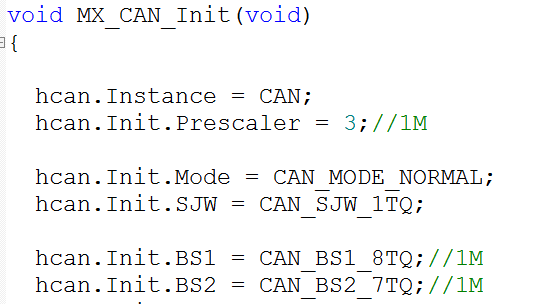 void MX_CAN_Init(void)
{
hcan.Instance = CAN;
hcan.Init.Prescaler = 3;//1M
hcan.Init.Mode = CAN_MODE_NORMAL;
hcan.Init.SJW = CAN_SJW_1TQ;
hcan.Init.BS1 = CAN_BS1_8TQ;//1M
hcan.Init.BS2 = CAN_BS2_7TQ;//1M